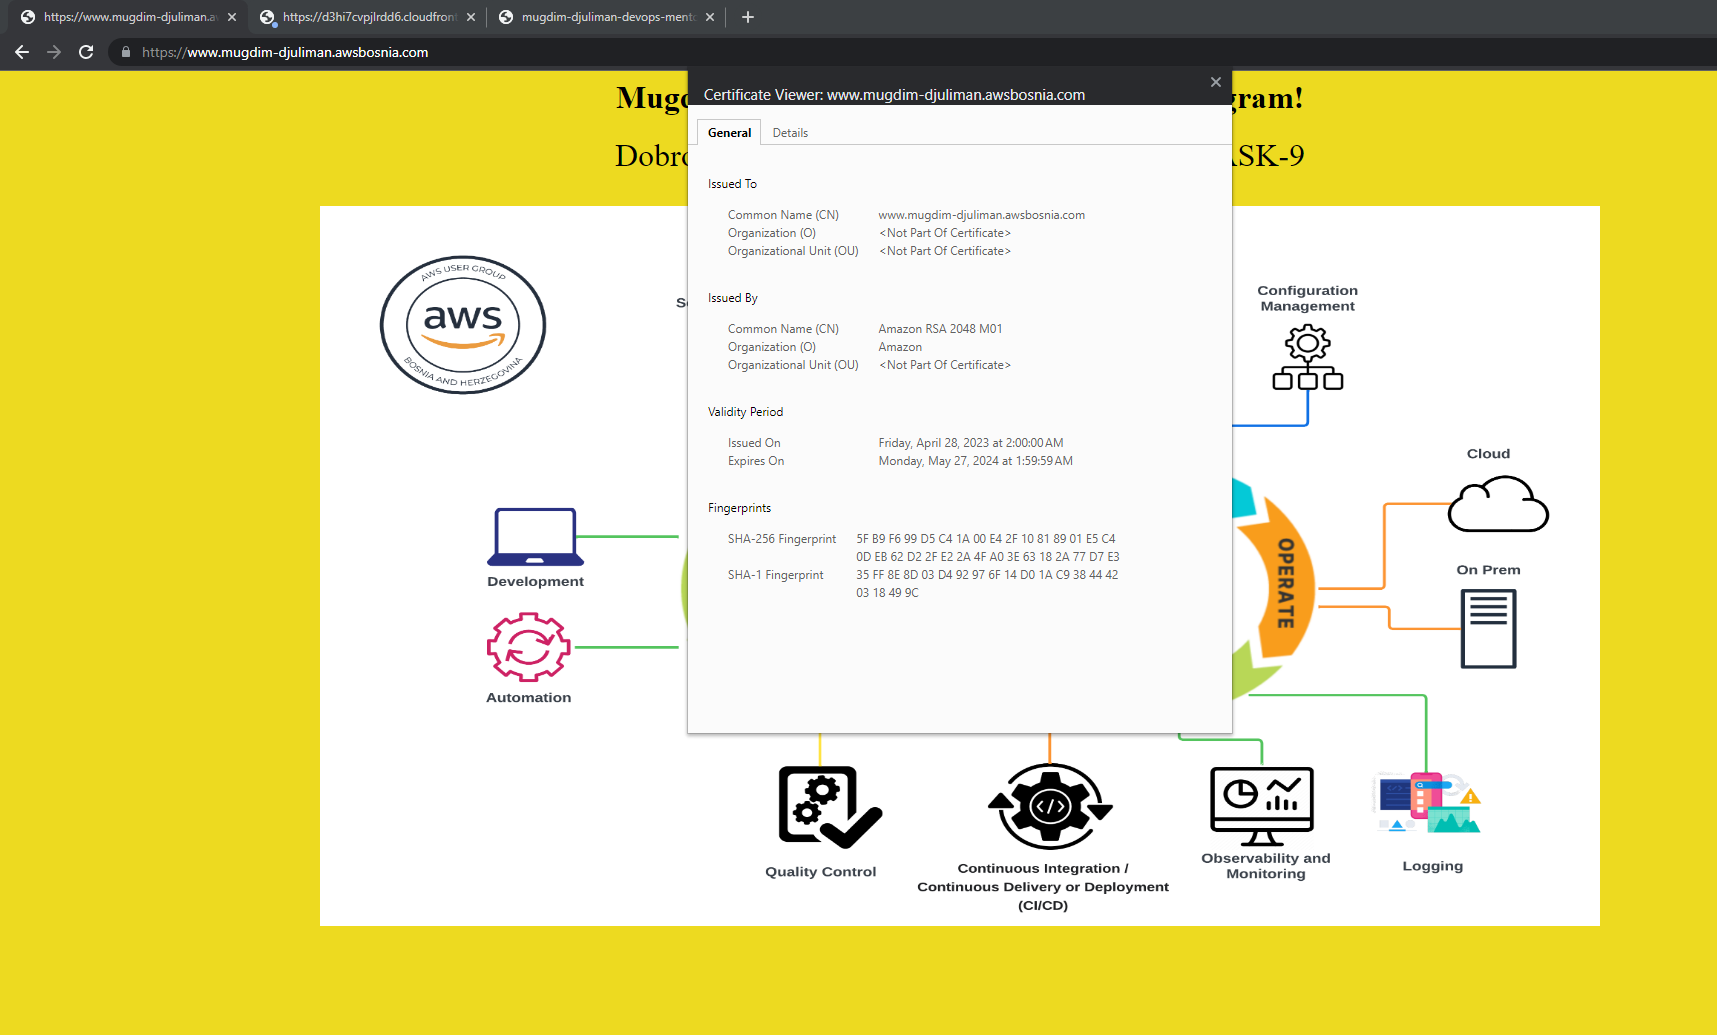 https://www.mugdim-djuliman.a
https://d3hi7cvpjlrdd6.cloudfront
mugdim-djuliman-devops-mento
https://www.mugdim-djuliman.awsbosnia.com
gram!
Dobro
ASK-9
Certificate Viewer: www.mugdim-djuliman.awsbosnia.com
General Details
Issued To
Common Name (CN) www.mugdim-djuliman.awsbosnia.com
Organization (O) <Not Part Of Certificate>
Organizational Unit (OU) <Not Part Of Certificate>
Issued By
Common Name (CN) Amazon RSA 2048 M01
Organization (O) Amazon
Organizational Unit (OU) <Not Part Of Certificate>
Validity Period
Issued On Friday, April 28, 2023 at 2:00:00 AM
Expires On Monday, May 27, 2024 at 1:59:59 AM
Fingerprints
SHA-256 Fingerprint 5F B9 F6 99 D5 C4 1A 00 E4 2F 10 81 89 01 E5 C4
0D EB 62 D2 2F E2 2A 4F A0 3E 63 18 2A 77 D7 E3
SHA-1 Fingerprint 35 FF 8E 8D 03 D4 92 97 6F 14 D0 1A C9 38 44 42
03 18 49 9C
AWS USER GROUP
aws
BOSNIA AND HERZEGOVINA
Configuration
Management
Cloud
On Prem
OPERATE
Development
Automation
Quality Control
Continuous Integration /
Continuous Delivery or Deployment
(CI/CD)
Observability and
Monitoring
Logging